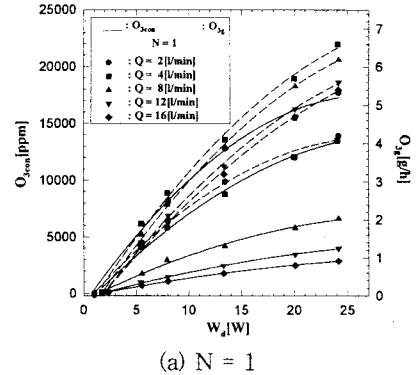 : O3con : O3g
N = 1
: Q = 2[l/min]
: Q = 4[l/min]
: Q = 8[l/min]
: Q = 12[l/min]
: Q = 16[l/min]
25000
20000
15000
10000
5000
0
O3con[ppm]
7
6
5
4
3
2
1
0
O3g[g/h]
0 5 10 15 20 25
Wd[W]
(a) N = 1